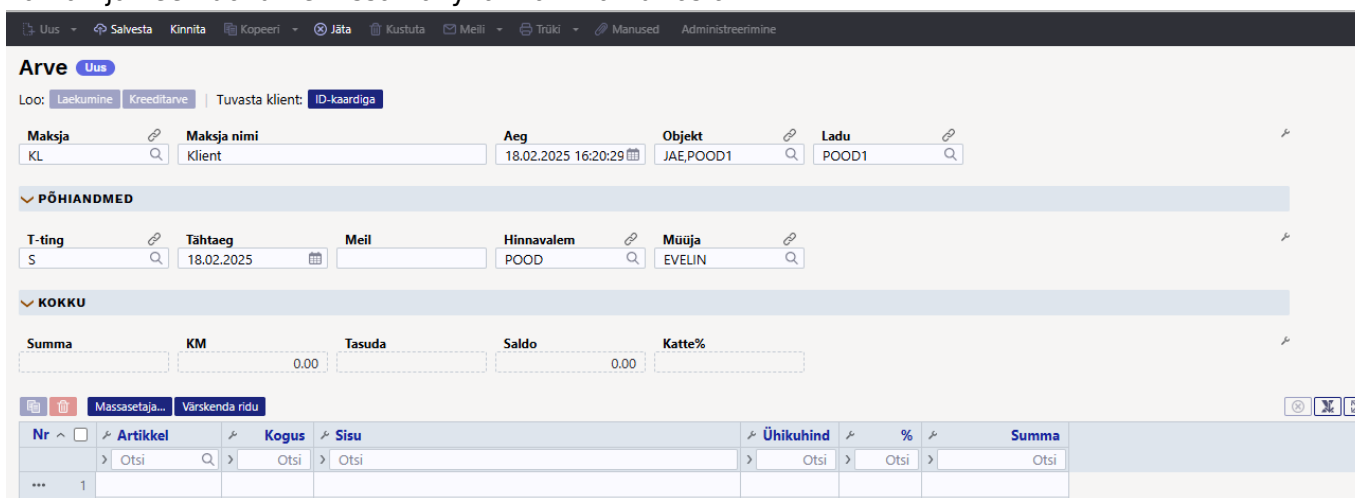 Uus Salvesta Kinnita Kopeeri Jäta Kustuta Meili Trüki Manused Administreerimine
Arve Uus
Loo: Laekumine Kreeditarve | Tuvasta klient: ID-kaardiga
Maksja Maksja nimi Aeg Objekt Ladu
KL Klient 18.02.2025 16:20:29 JAE,POOD1 POOD1
PÕHIANDMED
T-ting Tähtaeg Meil Hinnavalem Müüja
S 18.02.2025 POOD EVELIN
KOKKU
Summa KM Tasuda Saldo Katte%
0.00 0.00
Massasetaja... Värskenda ridu
Nr Artikkel Kogus Sisu Ühikuhind % Summa
Otsi Otsi Otsi Otsi Otsi Otsi
... 1